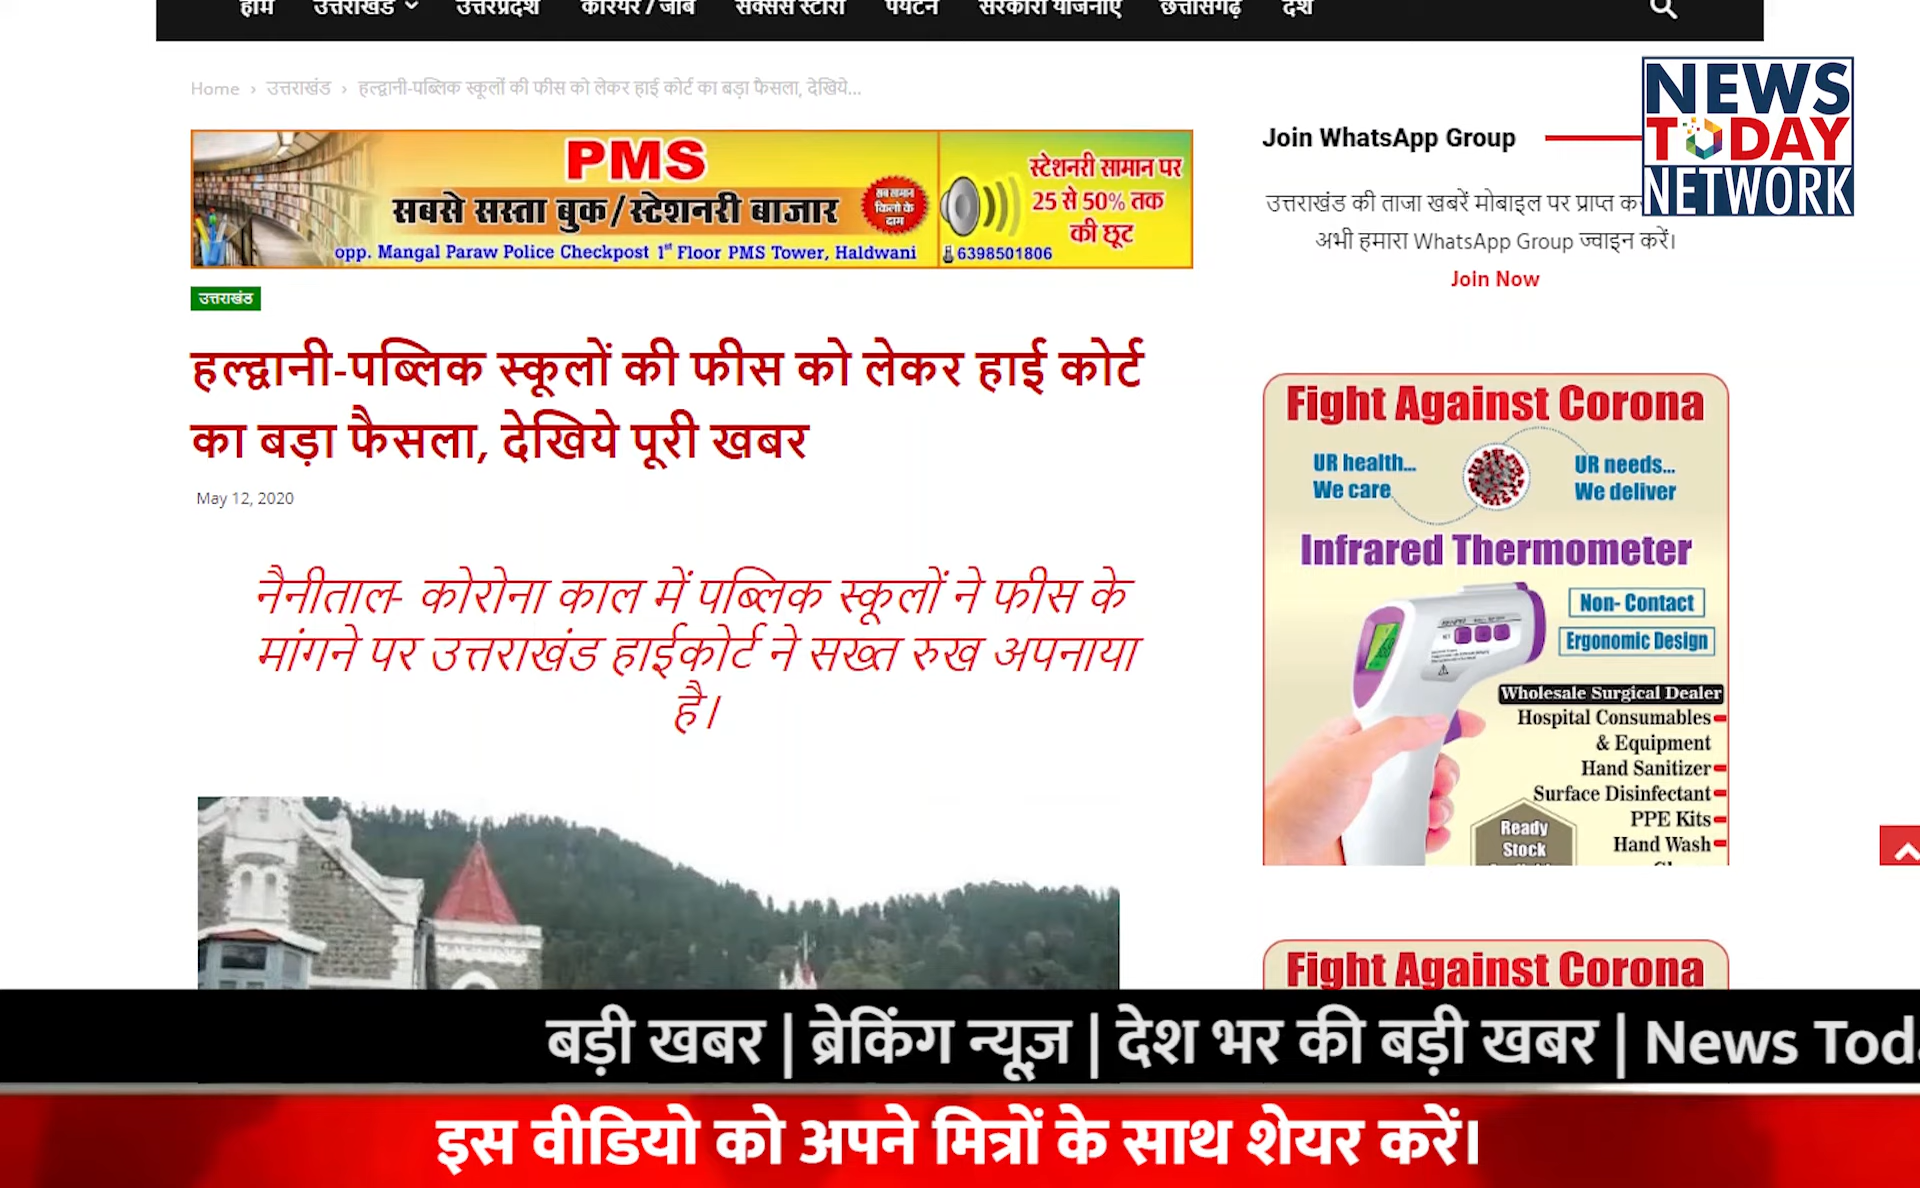 होम उत्तराखंड उत्तरप्रदेश करियर / जॉब सक्सेस स्टोरी पर्यटन सरकारी योजनाएं छत्तीसगढ़ देश
Home › उत्तराखंड › हल्द्वानी-पब्लिक स्कूलों की फीस को लेकर हाई कोर्ट का बड़ा फैसला, देखिये...
NEWS
TODAY
NETWORK
PMS
सबसे सस्ता बुक/स्टेशनरी बाजार
सब सामान
किलो के
दाम
opp. Mangal Paraw Police Checkpost 1st Floor PMS Tower, Haldwani
स्टेशनरी सामान पर
25 से 50% तक
की छूट
6398501806
Join WhatsApp Group
उत्तराखंड की ताजा खबरें मोबाइल पर प्राप्त
अभी हमारा WhatsApp Group ज्वाइन करें।
Join Now
उत्तराखंड
हल्द्वानी-पब्लिक स्कूलों की फीस को लेकर हाई कोर्ट
का बड़ा फैसला, देखिये पूरी खबर
May 12, 2020
नैनीताल- कोरोना काल में पब्लिक स्कूलों ने फीस के
मांगने पर उत्तराखंड हाईकोर्ट ने सख्त रुख अपनाया
है।
Fight Against Corona
UR health...
We care
UR needs...
We deliver
Infrared Thermometer
Non- Contact
Ergonomic Design
Wholesale Surgical Dealer
Hospital Consumables
& Equipment
Hand Sanitizer
Surface Disinfectant
PPE Kits
Hand Wash
Ready
Stock
Fight Against Corona
बड़ी खबर | ब्रेकिंग न्यूज़ | देश भर की बड़ी खबर | News Tod
इस वीडियो को अपने मित्रों के साथ शेयर करें।